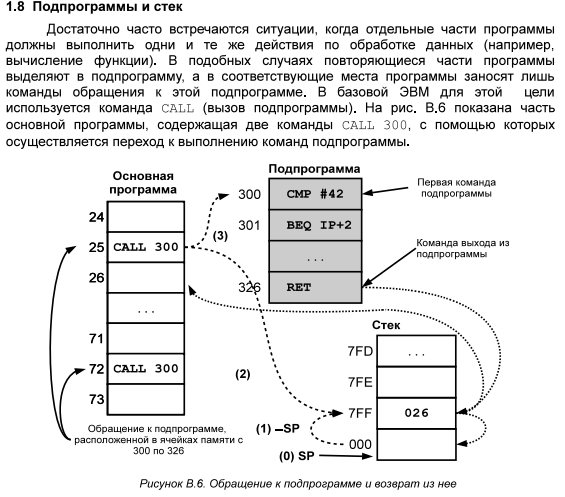 1.8 Подпрограммы и стек
Достаточно часто встречаются ситуации, когда отдельные части программы
должны выполнить одни и те же действия по обработке данных (например,
вычисление функции). В подобных случаях повторяющиеся части программы
выделяют в подпрограмму, а в соответствующие места программы заносят лишь
команды обращения к этой подпрограмме. В базовой ЭВМ для этой цели
используется команда CALL (вызов подпрограммы). На рис. В.6 показана часть
основной программы, содержащая две команды CALL 300, с помощью которых
осуществляется переход к выполнению команд подпрограммы.
Основная
программа
24
25 CALL 300
26
...
71
72 CALL 300
73
Обращение к подпрограмме,
расположенной в ячейках памяти с
300 по 326
(3)
(2)
Подпрограмма
300 CMP #42
301 BEQ IP+2
...
326 RET
Первая команда
подпрограммы
Команда выхода из
подпрограммы
Стек
7FD ...
7FE
7FF 026
000
(1) –SP
(0) SP
Рисунок В.6. Обращение к подпрограмме и возврат из нее